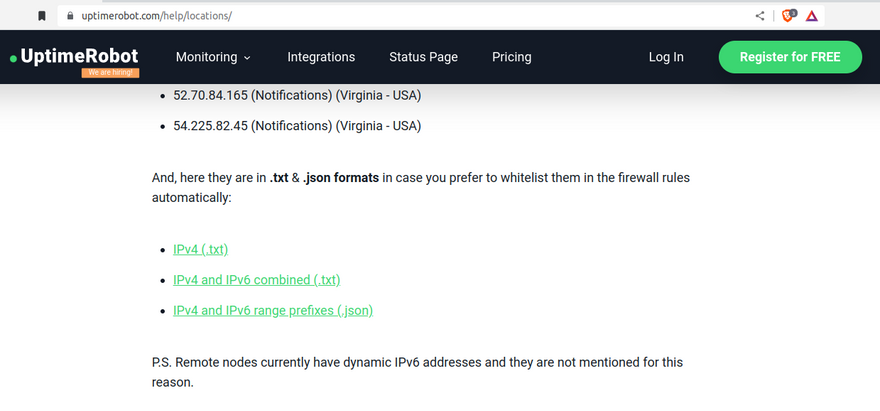 uptimerobot.com/help/locations/
1
UptimeRobot
We are hiring!
Monitoring
Integrations
Status Page
Pricing
Log In
Register for FREE
• 52.70.84.165 (Notifications) (Virginia - USA)
• 54.225.82.45 (Notifications) (Virginia - USA)
And, here they are in .txt & .json formats in case you prefer to whitelist them in the firewall rules
automatically:
• IPv4 (.txt)
• IPv4 and IPv6 combined (.txt)
• IPv4 and IPv6 range prefixes (.json)
P.S. Remote nodes currently have dynamic IPv6 addresses and they are not mentioned for this
reason.